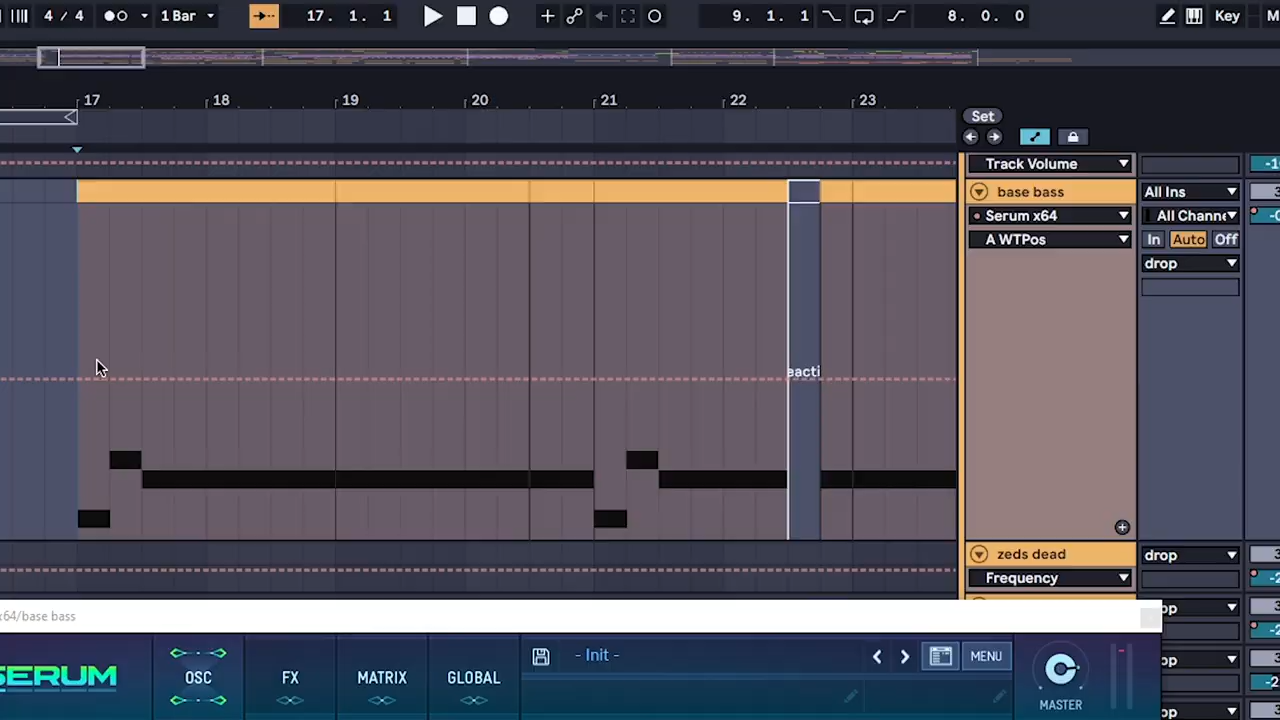 4 / 4 1 Bar 17. 1. 1 9. 1. 1 8. 0. 0 Key
17 18 19 20 21 22 23
Set
Track Volume
base bass All Ins
Serum x64 All Channe
A WTPos In Auto Off
drop
eacti
zeds dead drop
Frequency
x64/base bass
SERUM OSC FX MATRIX GLOBAL - Init - MENU
MASTER